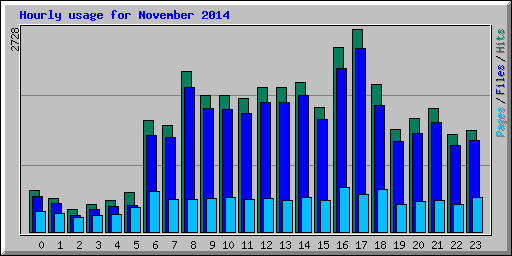 Hourly usage for November 2014
2728
Pages/Files/Hits
0 1 2 3 4 5 6 7 8 9 10 11 12 13 14 15 16 17 18 19 20 21 22 23